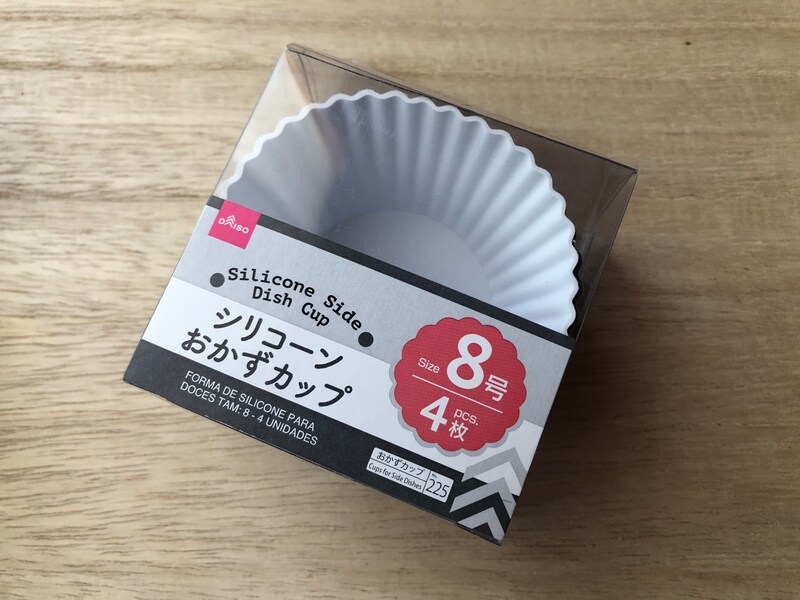 DAISO
Silicone Side
Dish Cup
シリコーン
おかずカップ
FORMA DE SILICONE PARA
DOCES TAM: 8 - 4 UNIDADES
Size 8号
4 pcs.枚
おかずカップ
Cups for Side Dishes
225